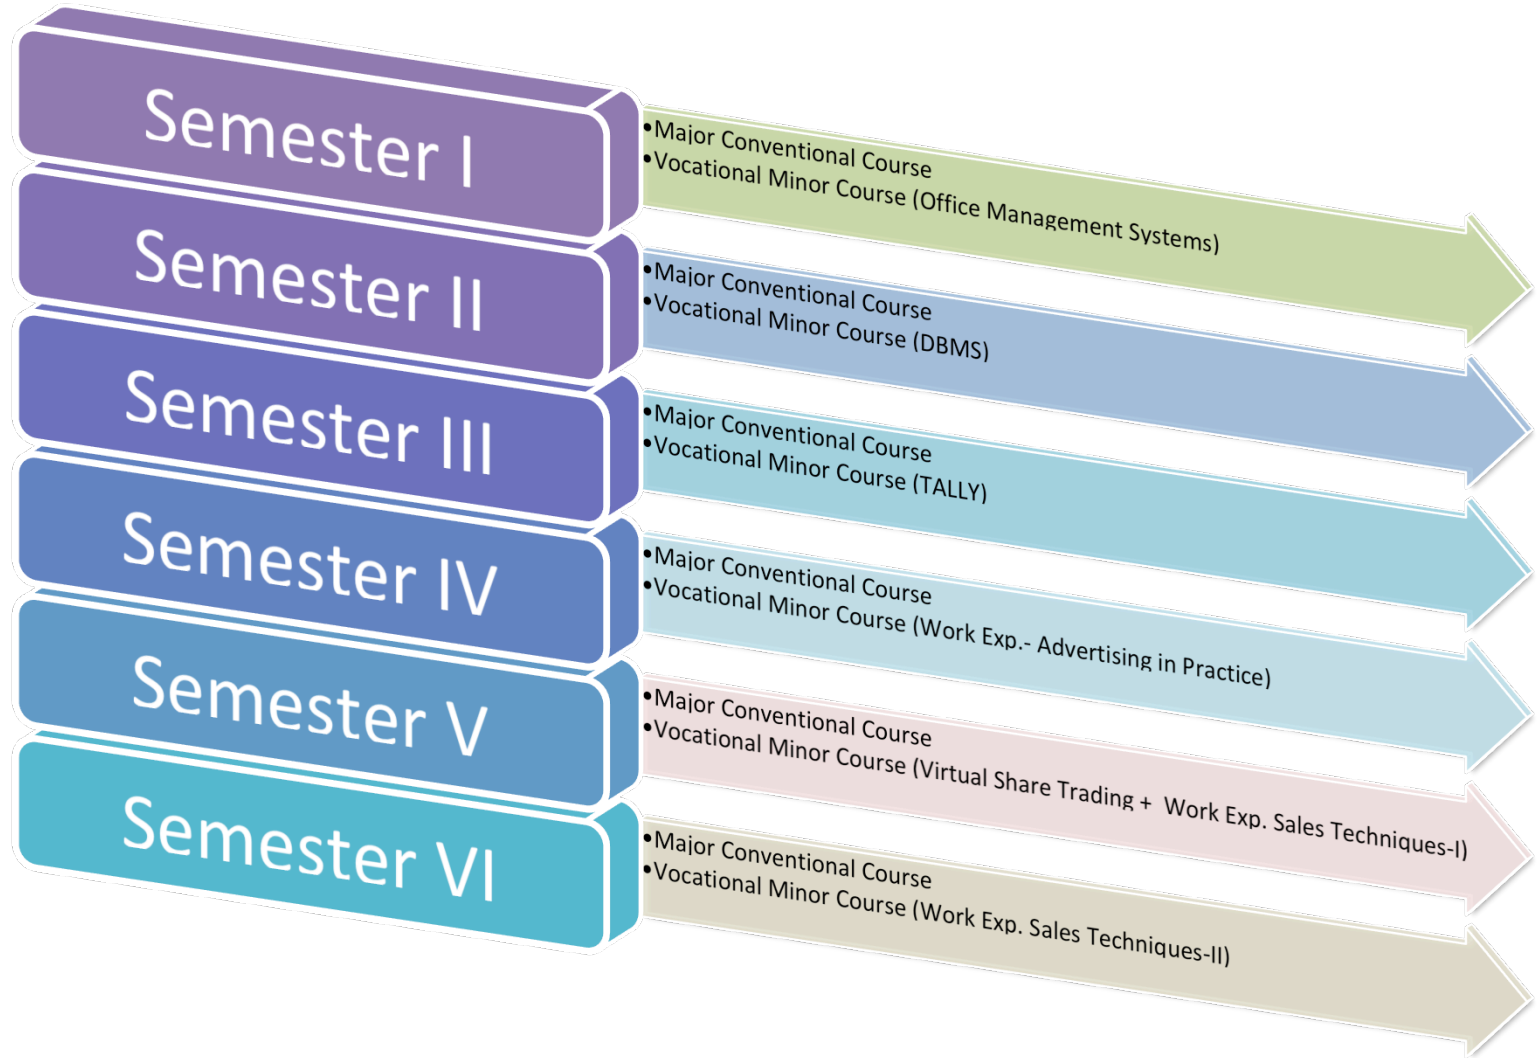 Semester I
•Major Conventional Course
•Vocational Minor Course (Office Management Systems)
Semester II
•Major Conventional Course
•Vocational Minor Course (DBMS)
Semester III
•Major Conventional Course
•Vocational Minor Course (TALLY)
Semester IV
•Major Conventional Course
•Vocational Minor Course (Work Exp.- Advertising in Practice)
Semester V
•Major Conventional Course
•Vocational Minor Course (Virtual Share Trading + Work Exp. Sales Techniques-I)
Semester VI
•Major Conventional Course
•Vocational Minor Course (Work Exp. Sales Techniques-II)